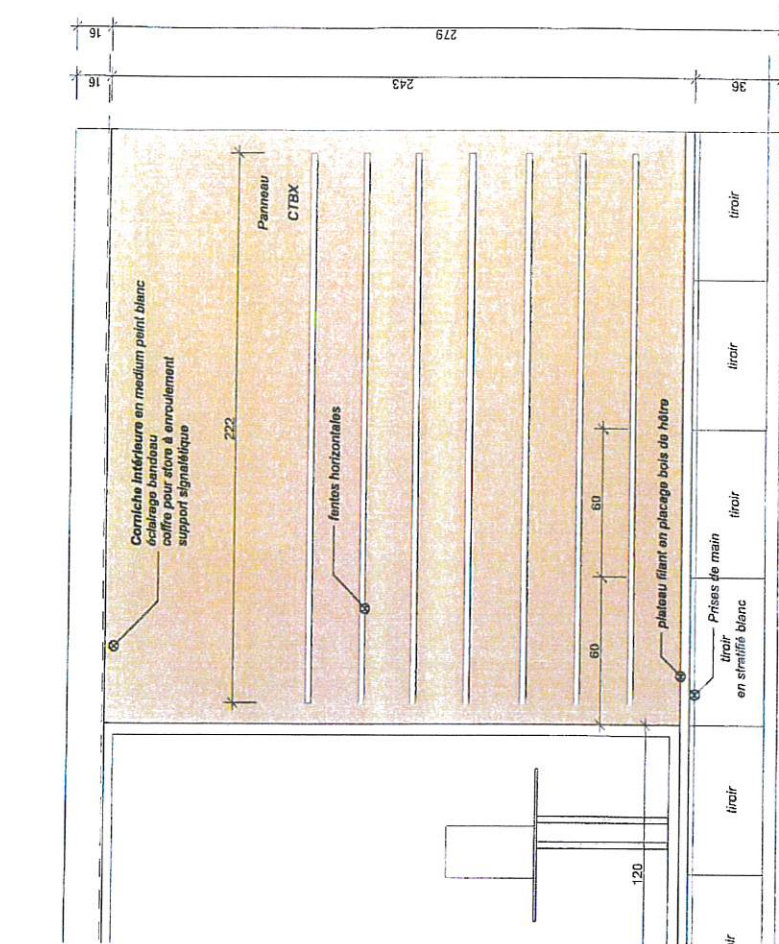 16
279
16
243
36
Panneau
CTBX
Corniche intérieure en medium peint blanc
éclairage bandeau
coffre pour store à enroulement
support signalétique
222
fentes horizontales
60
60
plateau filant en placage bois de hêtre
Prises de main
tiroir
en stratifié blanc
tiroir
tiroir
tiroir
tiroir
120
ir